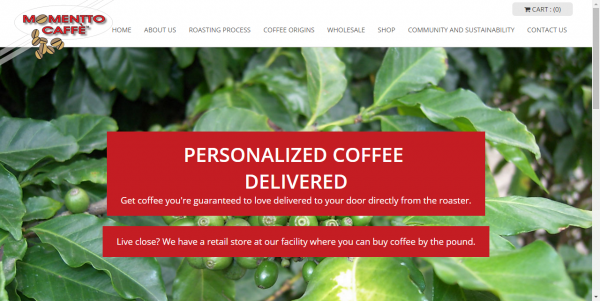 MOMENTTO
CAFFÈ
CART : (0)
HOME ABOUT US ROASTING PROCESS COFFEE ORIGINS WHOLESALE SHOP COMMUNITY AND SUSTAINABILITY CONTACT US
PERSONALIZED COFFEE
DELIVERED
Get coffee you're guaranteed to love delivered to your door directly from the roaster.
Live close? We have a retail store at our facility where you can buy coffee by the pound.